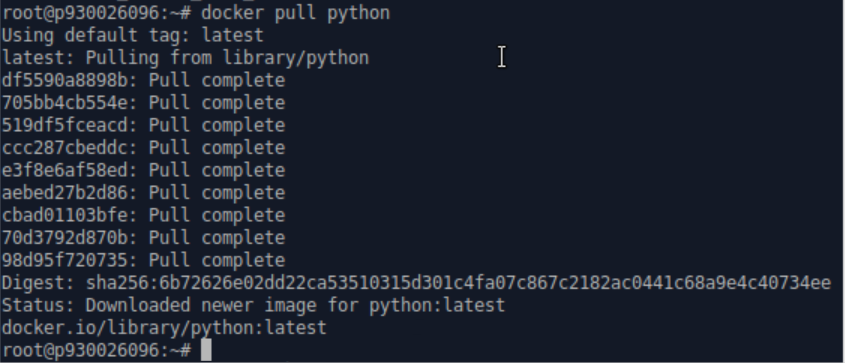 root@p930026096:~# docker pull python
Using default tag: latest
latest: Pulling from library/python
df5590a8898b: Pull complete
705bb4cb554e: Pull complete
519df5fceacd: Pull complete
ccc287cbeddc: Pull complete
e3f8e6af58ed: Pull complete
aebed27b2d86: Pull complete
cbad01103bfe: Pull complete
70d3792d870b: Pull complete
98d95f720735: Pull complete
Digest: sha256:6b72626e02dd22ca53510315d301c4fa07c867c2182ac0441c68a9e4c40734ee
Status: Downloaded newer image for python:latest
docker.io/library/python:latest
root@p930026096:~#